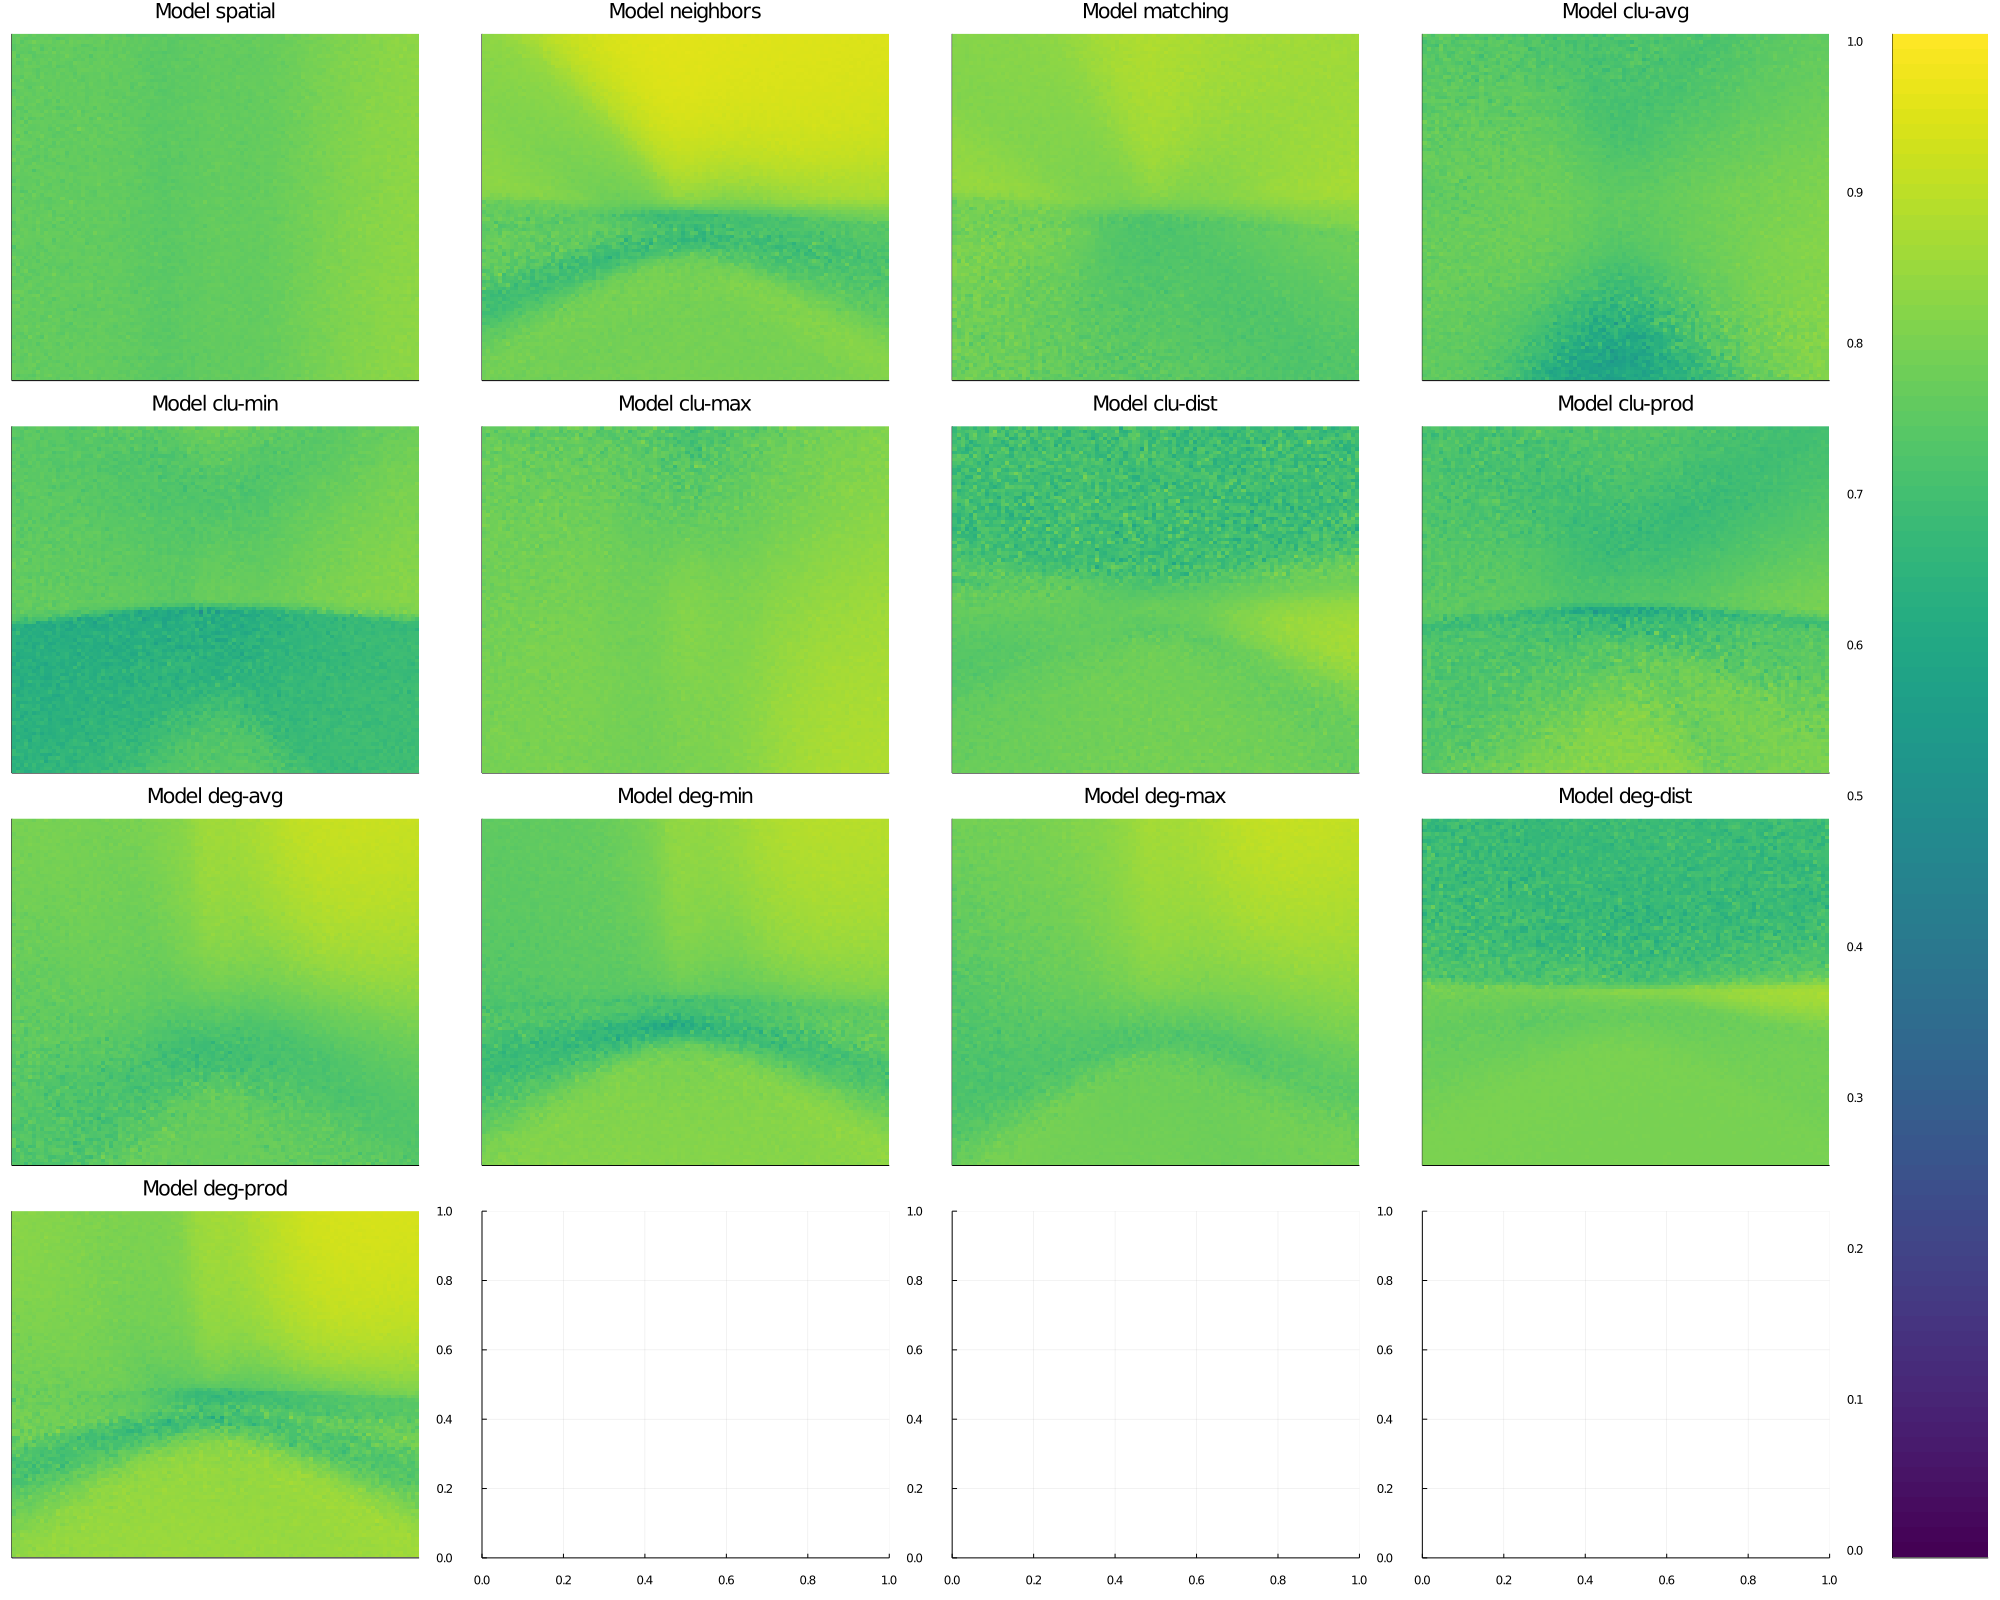 Model spatial
Model neighbors
Model matching
Model clu-avg
Model clu-min
Model clu-max
Model clu-dist
Model clu-prod
Model deg-avg
Model deg-min
Model deg-max
Model deg-dist
Model deg-prod
1.0
0.8
0.6
0.4
0.2
0.0
0.0 0.2 0.4 0.6 0.8 1.0
1.0
0.8
0.6
0.4
0.2
0.0
0.0 0.2 0.4 0.6 0.8 1.0
1.0
0.8
0.6
0.4
0.2
0.0
0.0 0.2 0.4 0.6 0.8 1.0
1.0
0.9
0.8
0.7
0.6
0.5
0.4
0.3
0.2
0.1
0.0